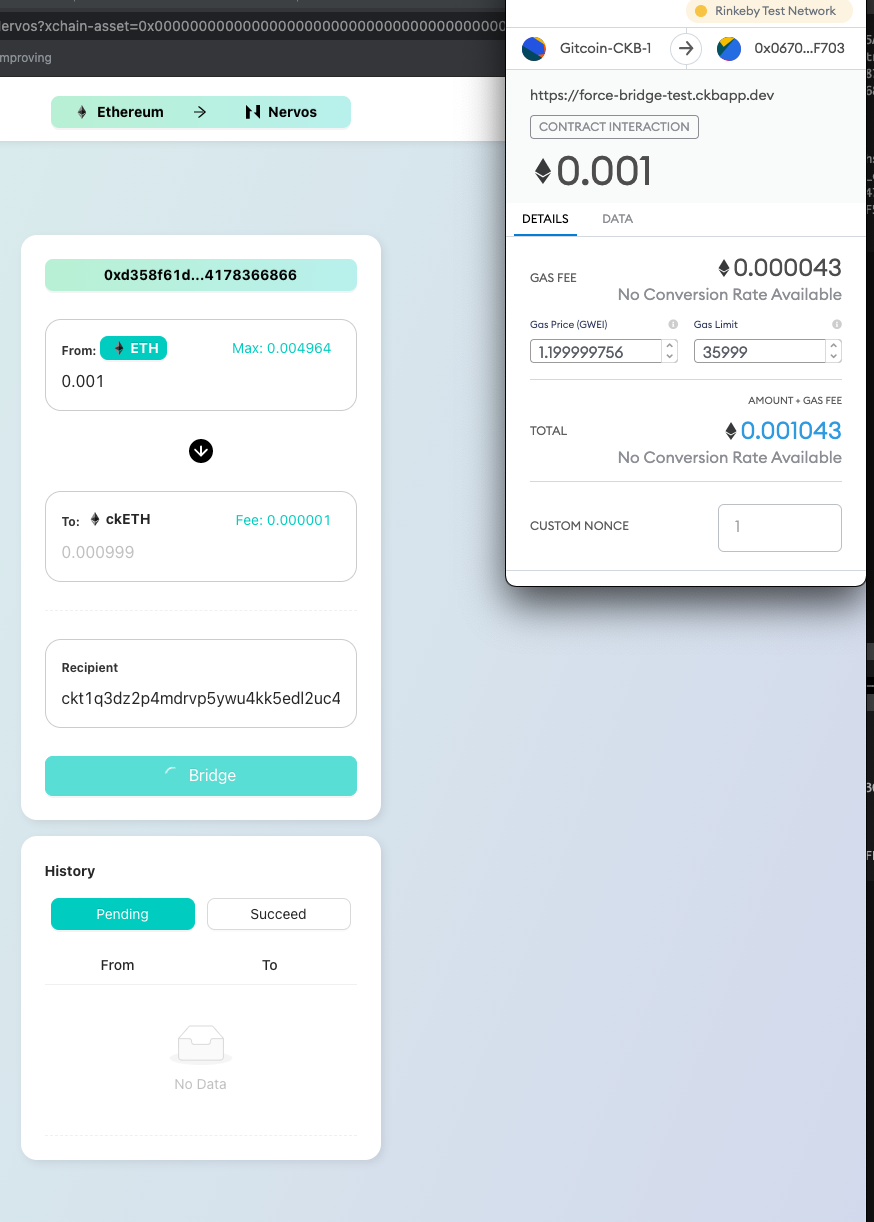 lervos?xchain-asset=0x0000000000000000000000000000000000000000
mproving
Ethereum → Nervos
0xd358f61d...4178366866
From: ETH Max: 0.004964
0.001
To: ckETH Fee: 0.000001
0.000999
Recipient
ckt1q3dz2p4mdrvp5ywu4kk5edl2uc4
Bridge
History
Pending Succeed
From To
No Data
Rinkeby Test Network
Gitcoin-CKB-1 → 0x0670...F703
https://force-bridge-test.ckbapp.dev
CONTRACT INTERACTION
0.001
DETAILS DATA
GAS FEE 0.000043
No Conversion Rate Available
Gas Price (GWEI) Gas Limit
1.199999756 35999
AMOUNT + GAS FEE
TOTAL 0.001043
No Conversion Rate Available
CUSTOM NONCE 1